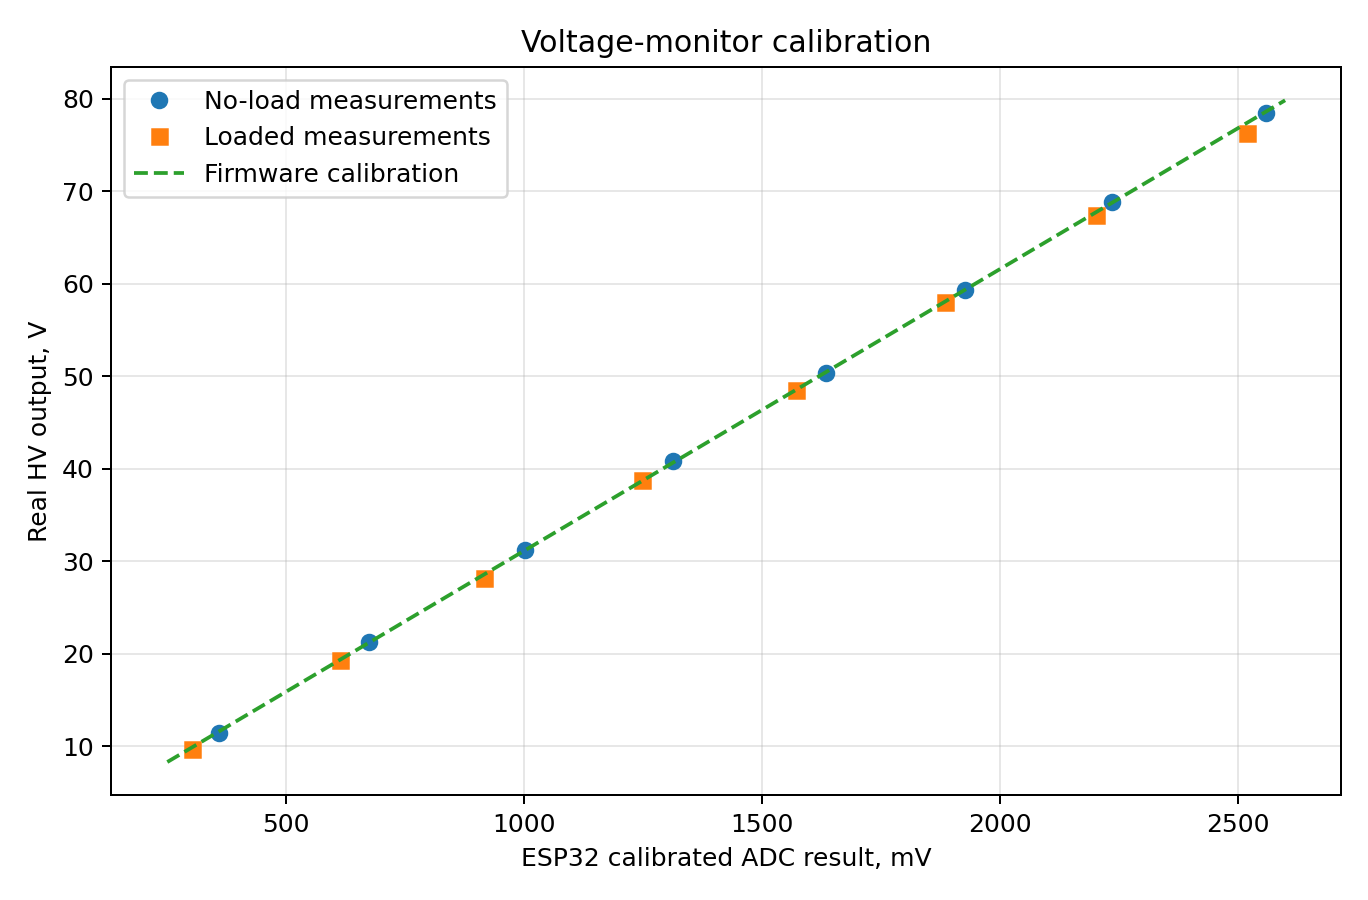 Voltage-monitor calibration
No-load measurements
Loaded measurements
Firmware calibration
80
70
60
50
40
30
20
10
Real HV output, V
500 1000 1500 2000 2500
ESP32 calibrated ADC result, mV